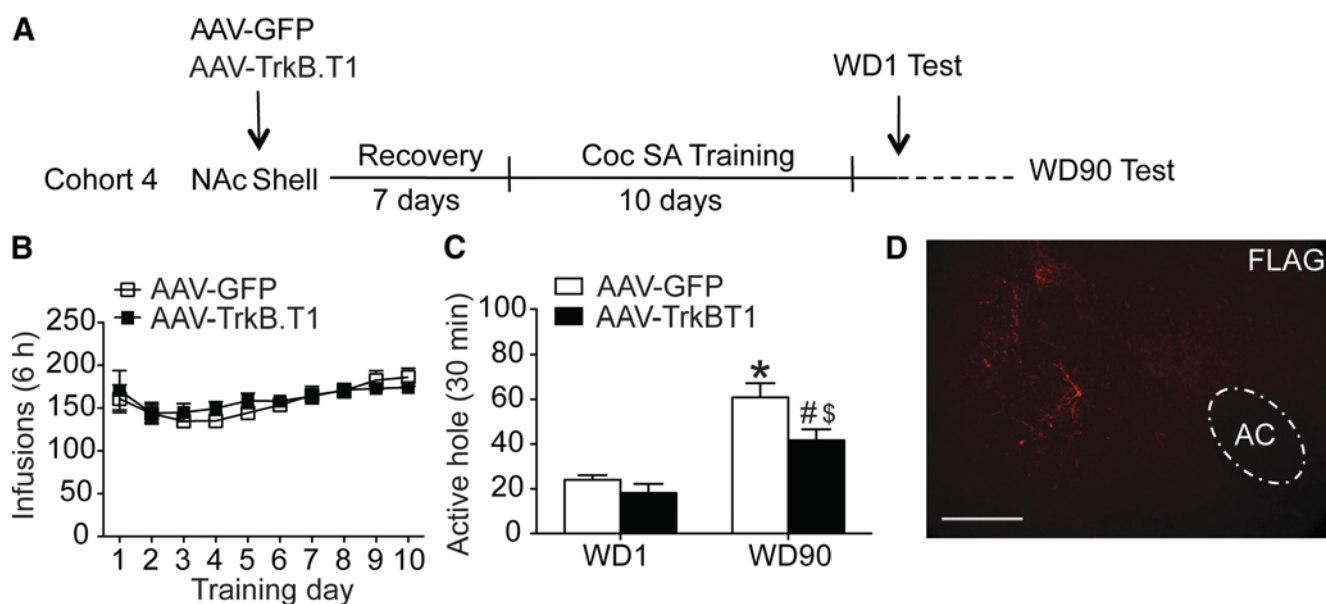 A
AAV-GFP
AAV-TrkB.T1
WD1 Test
Cohort 4 NAc Shell
Recovery
7 days
Coc SA Training
10 days
WD90 Test
B
AAV-GFP
AAV-TrkB.T1
Infusions (6 h)
250
200
150
100
50
0
1 2 3 4 5 6 7 8 9 10
Training day
C
AAV-GFP
AAV-TrkBT1
Active hole (30 min)
100
80
60
40
20
0
*
#$
WD1 WD90
D
FLAG
AC